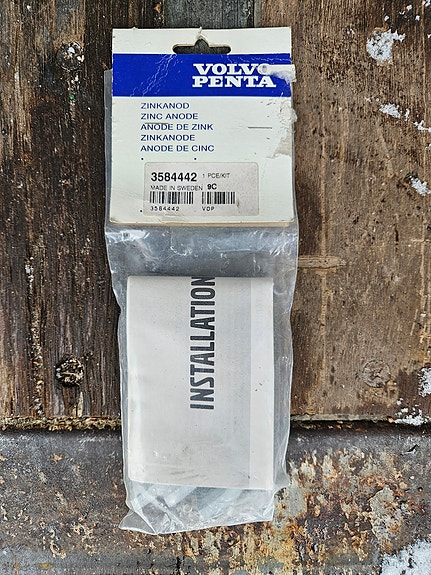 VOLVO
PENTA
ZINKANOD
ZINC ANODE
ANODE DE ZINK
ZINKANODE
ANODE DE CINC
3584442 1 PCE/KIT
MADE IN SWEDEN 9C
3584442 VOP
INSTALLATION